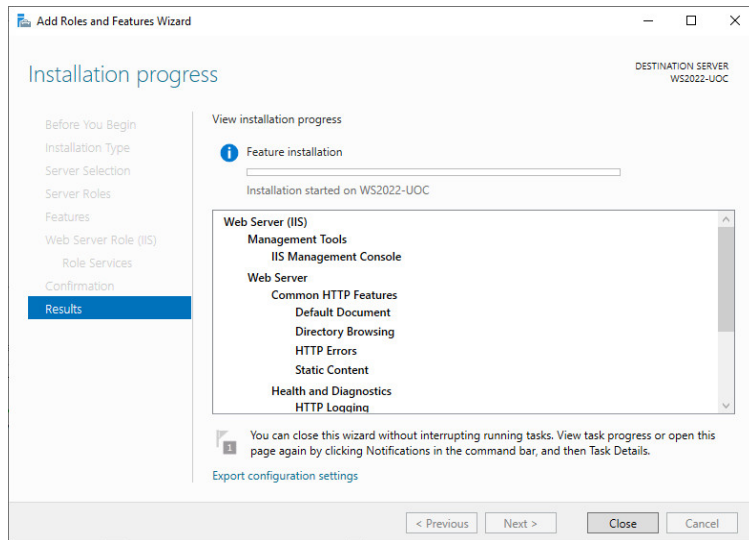 Add Roles and Features Wizard
Installation progress
DESTINATION SERVER
WS2022-UOC
Before You Begin
Installation Type
Server Selection
Server Roles
Features
Web Server Role (IIS)
Role Services
Confirmation
Results
View installation progress
Feature installation
Installation started on WS2022-UOC
Web Server (IIS)
Management Tools
IIS Management Console
Web Server
Common HTTP Features
Default Document
Directory Browsing
HTTP Errors
Static Content
Health and Diagnostics
HTTP Logging
1
You can close this wizard without interrupting running tasks. View task progress or open this
page again by clicking Notifications in the command bar, and then Task Details.
Export configuration settings
< Previous
Next >
Close
Cancel